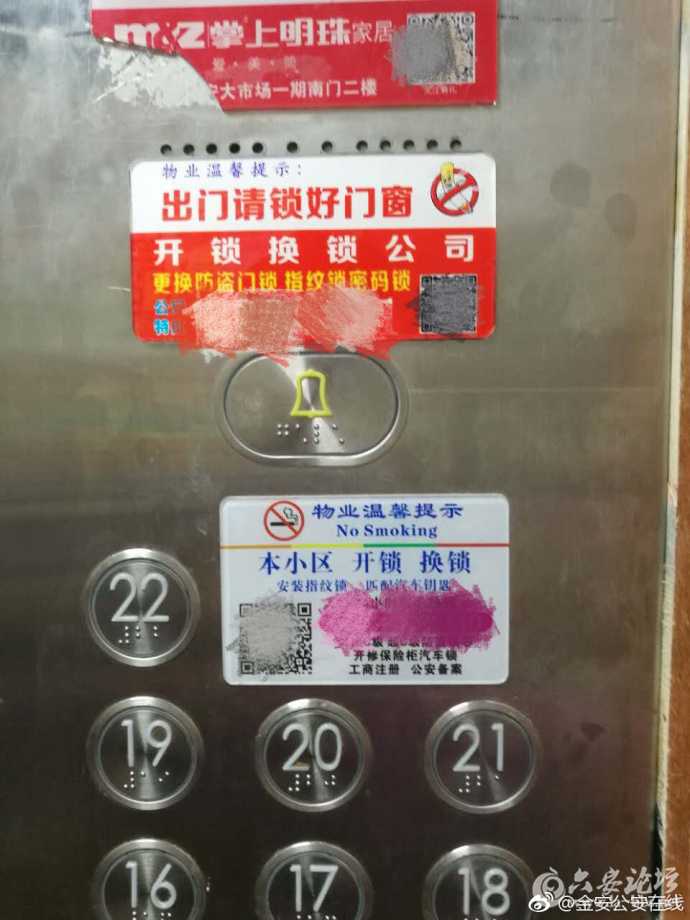 m&z 掌上明珠家居
爱·美·
安大市场一期南门二楼
物业温馨提示:
出门请锁好门窗
开锁换锁公司
更换防盗门锁 指纹锁密码锁
公
特
物业温馨提示
No Smoking
本小区 开锁 换锁
安装指纹锁 匹配汽车钥匙
开修保险柜汽车锁
工商注册 公安备案
22
19 20 21
16 17 18
六安论坛
@金安公安在线